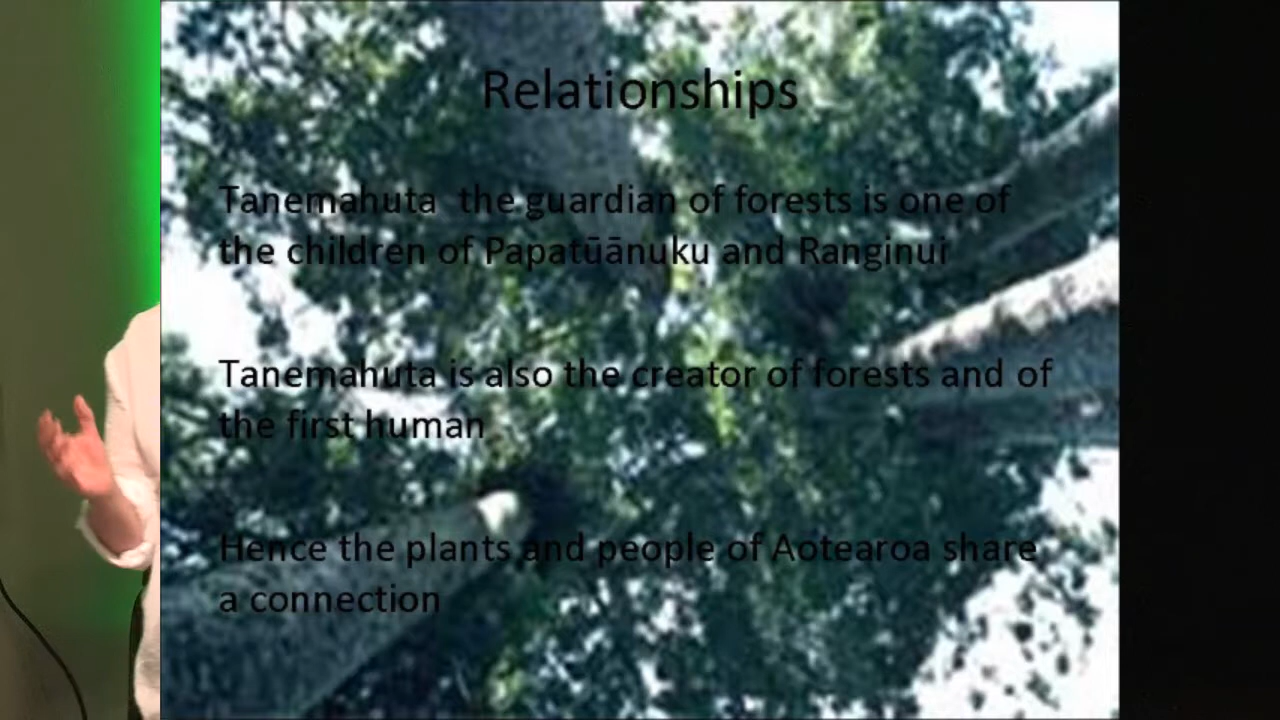 Relationships
Tanemahuta the guardian of forests is one of
the children of Papatūānuku and Ranginui
Tanemahuta is also the creator of forests and of
the first human
Hence the plants and people of Aotearoa share
a connection